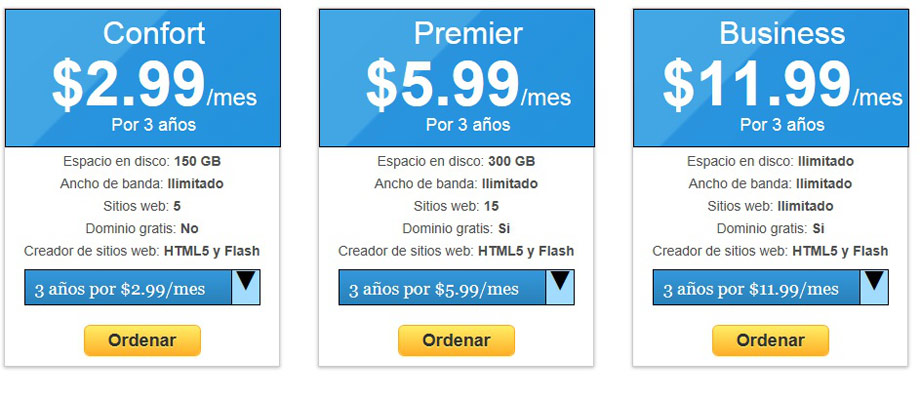 Confort
$2.99/mes
Por 3 años
Espacio en disco: 150 GB
Ancho de banda: Ilimitado
Sitios web: 5
Dominio gratis: No
Creador de sitios web: HTML5 y Flash
3 años por $2.99/mes
Ordenar
Premier
$5.99/mes
Por 3 años
Espacio en disco: 300 GB
Ancho de banda: Ilimitado
Sitios web: 15
Dominio gratis: Si
Creador de sitios web: HTML5 y Flash
3 años por $5.99/mes
Ordenar
Business
$11.99/mes
Por 3 años
Espacio en disco: Ilimitado
Ancho de banda: Ilimitado
Sitios web: Ilimitado
Dominio gratis: Si
Creador de sitios web: HTML5 y Flash
3 años por $11.99/mes
Ordenar